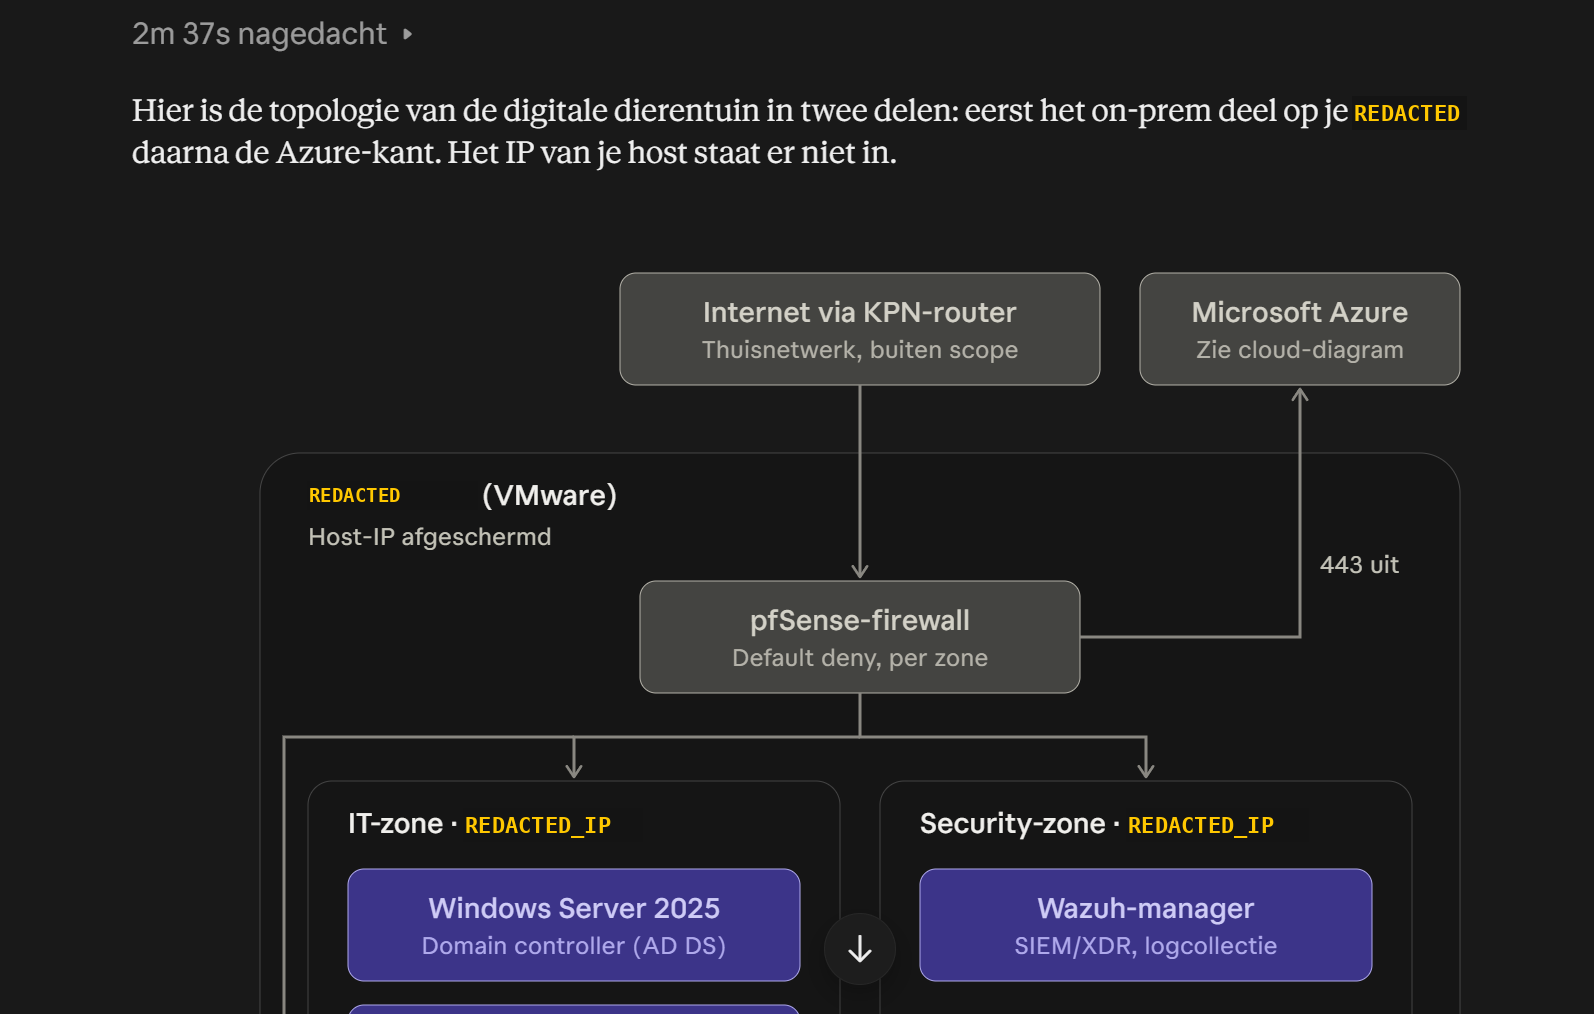 2m 37s nagedacht
Hier is de topologie van de digitale dierentuin in twee delen: eerst het on-prem deel op je REDACTED
daarna de Azure-kant. Het IP van je host staat er niet in.
Internet via KPN-router
Thuisnetwerk, buiten scope
Microsoft Azure
Zie cloud-diagram
REDACTED (VMware)
Host-IP afgeschermd
443 uit
pfSense-firewall
Default deny, per zone
IT-zone · REDACTED_IP
Windows Server 2025
Domain controller (AD DS)
Security-zone · REDACTED_IP
Wazuh-manager
SIEM/XDR, logcollectie